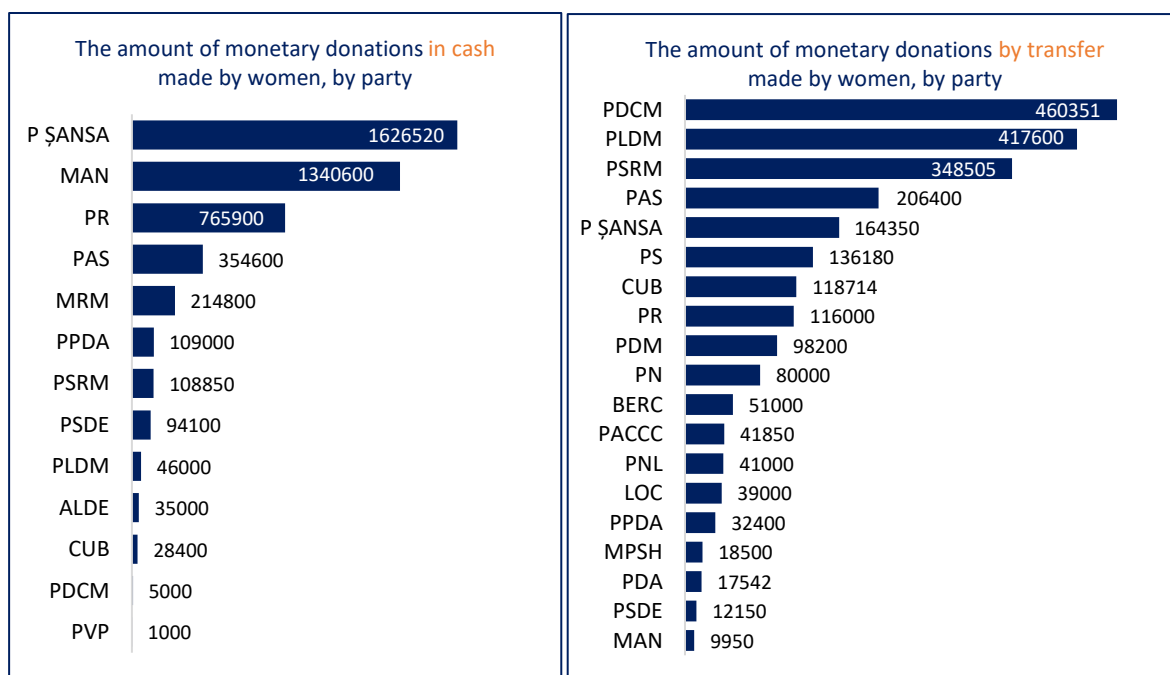 The amount of monetary donations in cash
made by women, by party
P ȘANSA 1626520
MAN 1340600
PR 765900
PAS 354600
MRM 214800
PPDA 109000
PSRM 108850
PSDE 94100
PLDM 46000
ALDE 35000
CUB 28400
PDCM 5000
PVP 1000
The amount of monetary donations by transfer
made by women, by party
PDCM 460351
PLDM 417600
PSRM 348505
PAS 206400
P ȘANSA 164350
PS 136180
CUB 118714
PR 116000
PDM 98200
PN 80000
BERC 51000
PACCC 41850
PNL 41000
LOC 39000
PPDA 32400
MPSH 18500
PDA 17542
PSDE 12150
MAN 9950